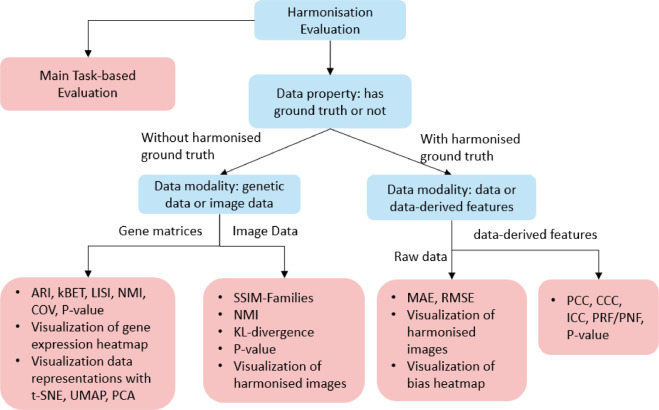 Harmonisation
Evaluation
Main Task-based
Evaluation
Data property: has
ground truth or not
Without harmonised
ground truth
With harmonised
ground truth
Data modality: genetic
data or image data
Data modality: data or
data-derived features
Gene matrices
Image Data
Raw data
data-derived features
• ARI, kBET, LISI, NMI,
COV, P-value
• Visualization of gene
expression heatmap
• Visualization data
representations with
t-SNE, UMAP, PCA
• SSIM-Families
• NMI
• KL-divergence
• P-value
• Visualization of
harmonised images
• MAE, RMSE
• Visualization of
harmonised
images
• Visualization of
bias heatmap
• PCC, CCC,
ICC, PRF/PNF,
P-value